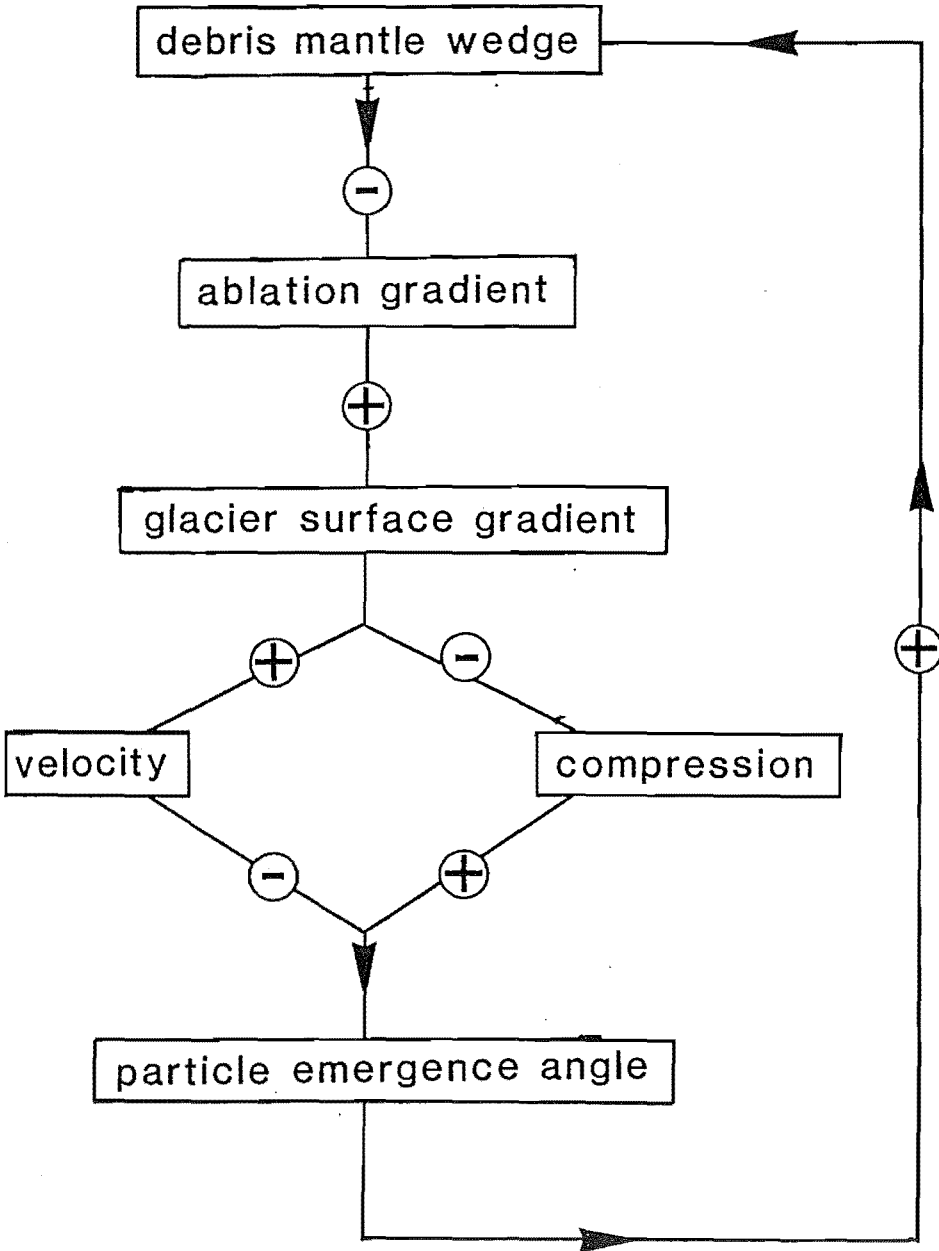 debris mantle wedge
-
ablation gradient
+
glacier surface gradient
+ -
+
velocity compression
- +
particle emergence angle